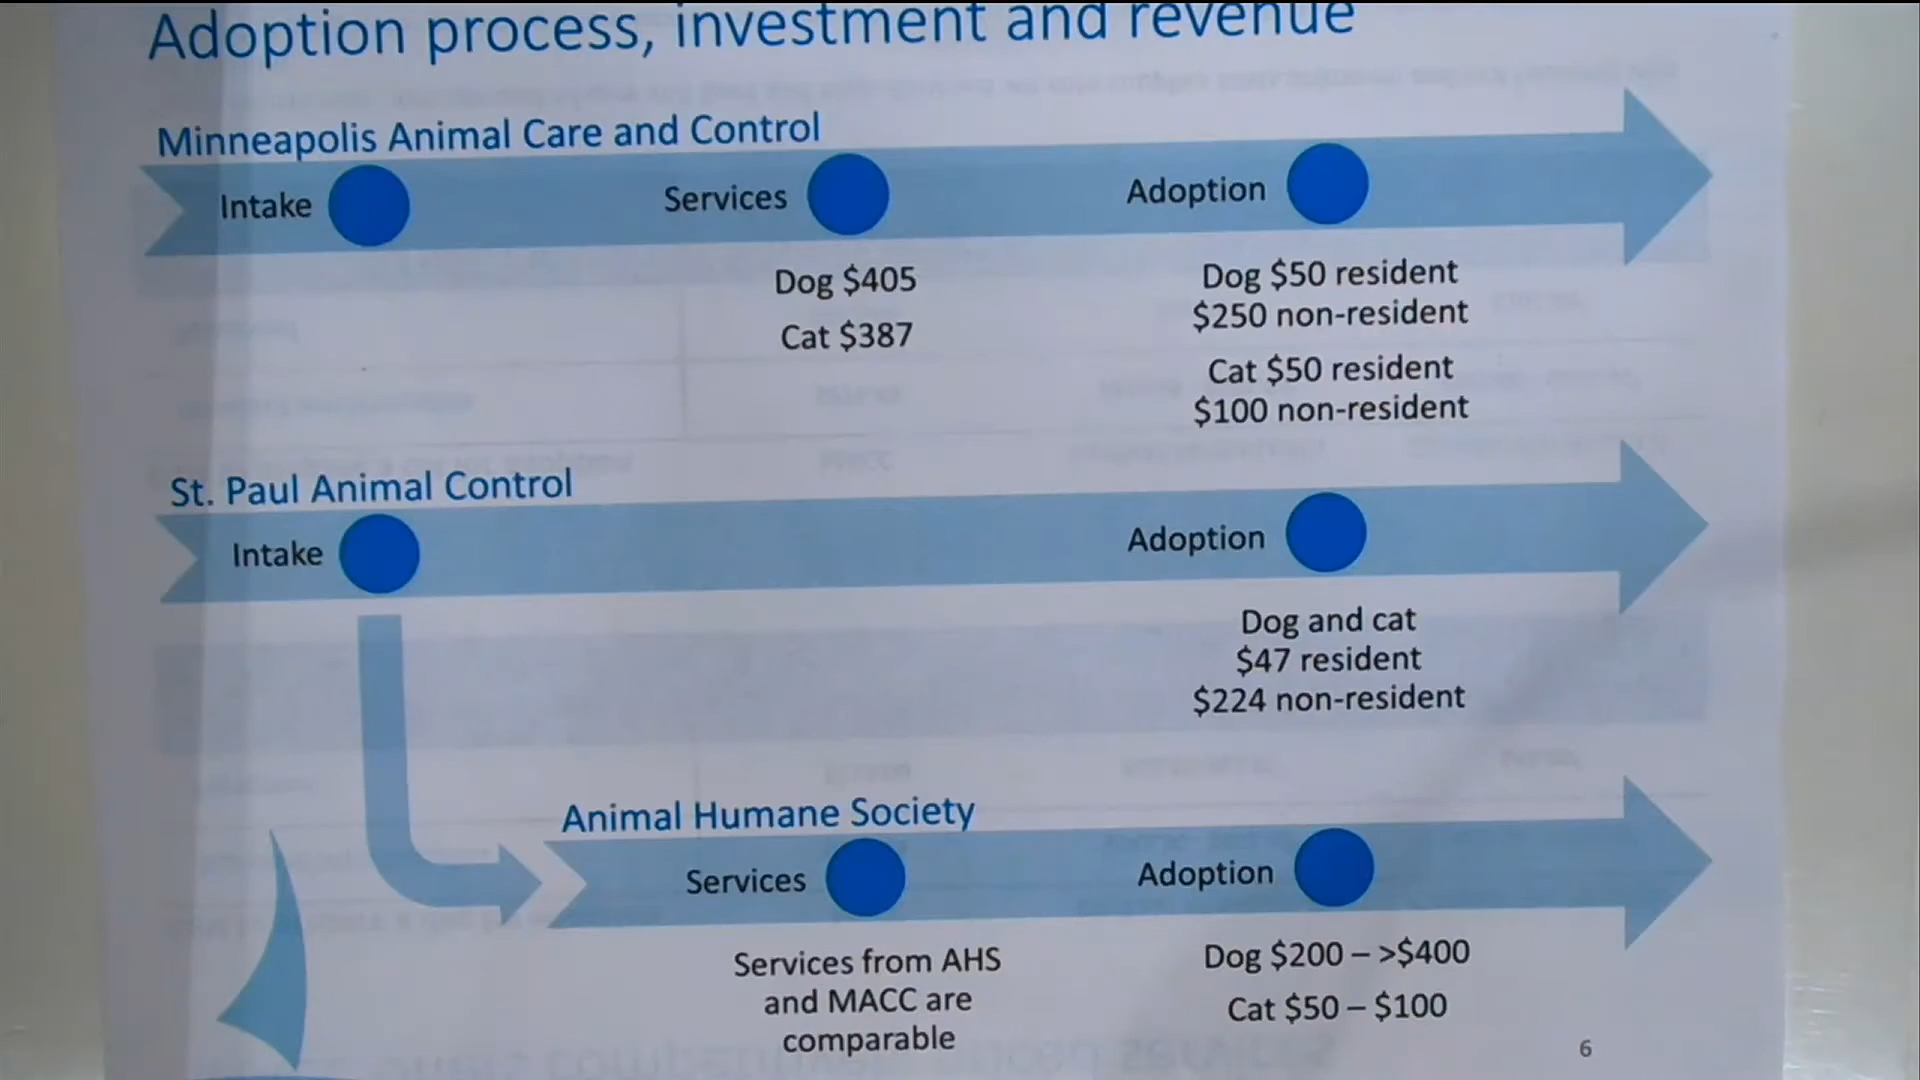 Adoption process, investment and revenue
Minneapolis Animal Care and Control
Intake
Services
Adoption
Dog $405
Cat $387
Dog $50 resident
$250 non-resident
Cat $50 resident
$100 non-resident
St. Paul Animal Control
Intake
Adoption
Dog and cat
$47 resident
$224 non-resident
Animal Humane Society
Services
Adoption
Services from AHS
and MACC are
comparable
Dog $200 – >$400
Cat $50 – $100
6